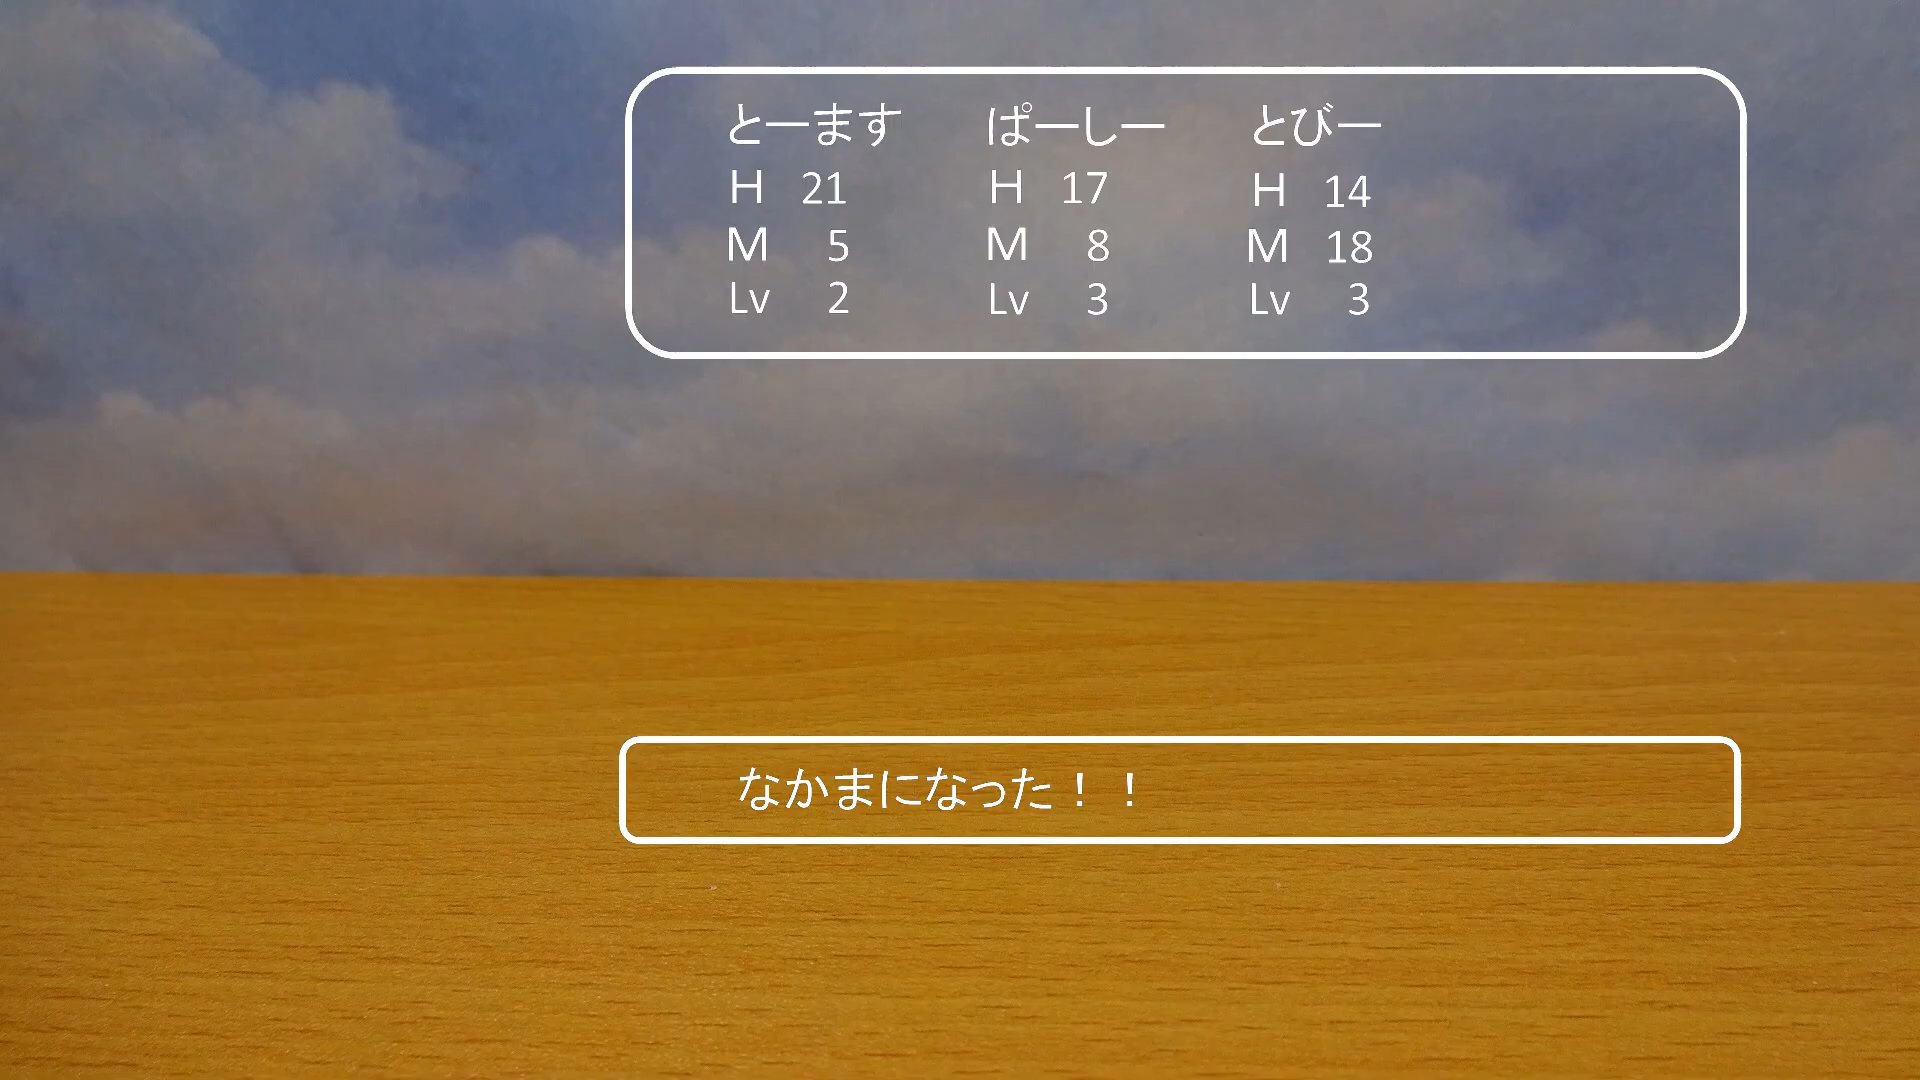 とーます　ぱーしー　とびー
H 21　H 17　H 14
M 5　M 8　M 18
Lv 2　Lv 3　Lv 3
なかまになった！！